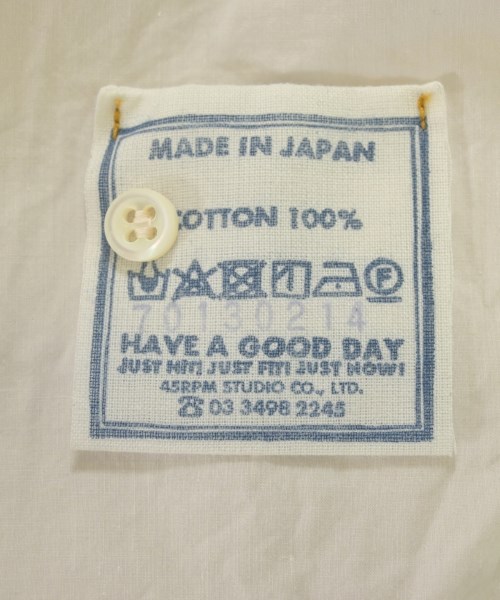 MADE IN JAPAN
COTTON 100%
70130214
HAVE A GOOD DAY
JUST HIT! JUST FIT! JUST NOW!
45RPM STUDIO CO., LTD.
☎ 03 3498 2245